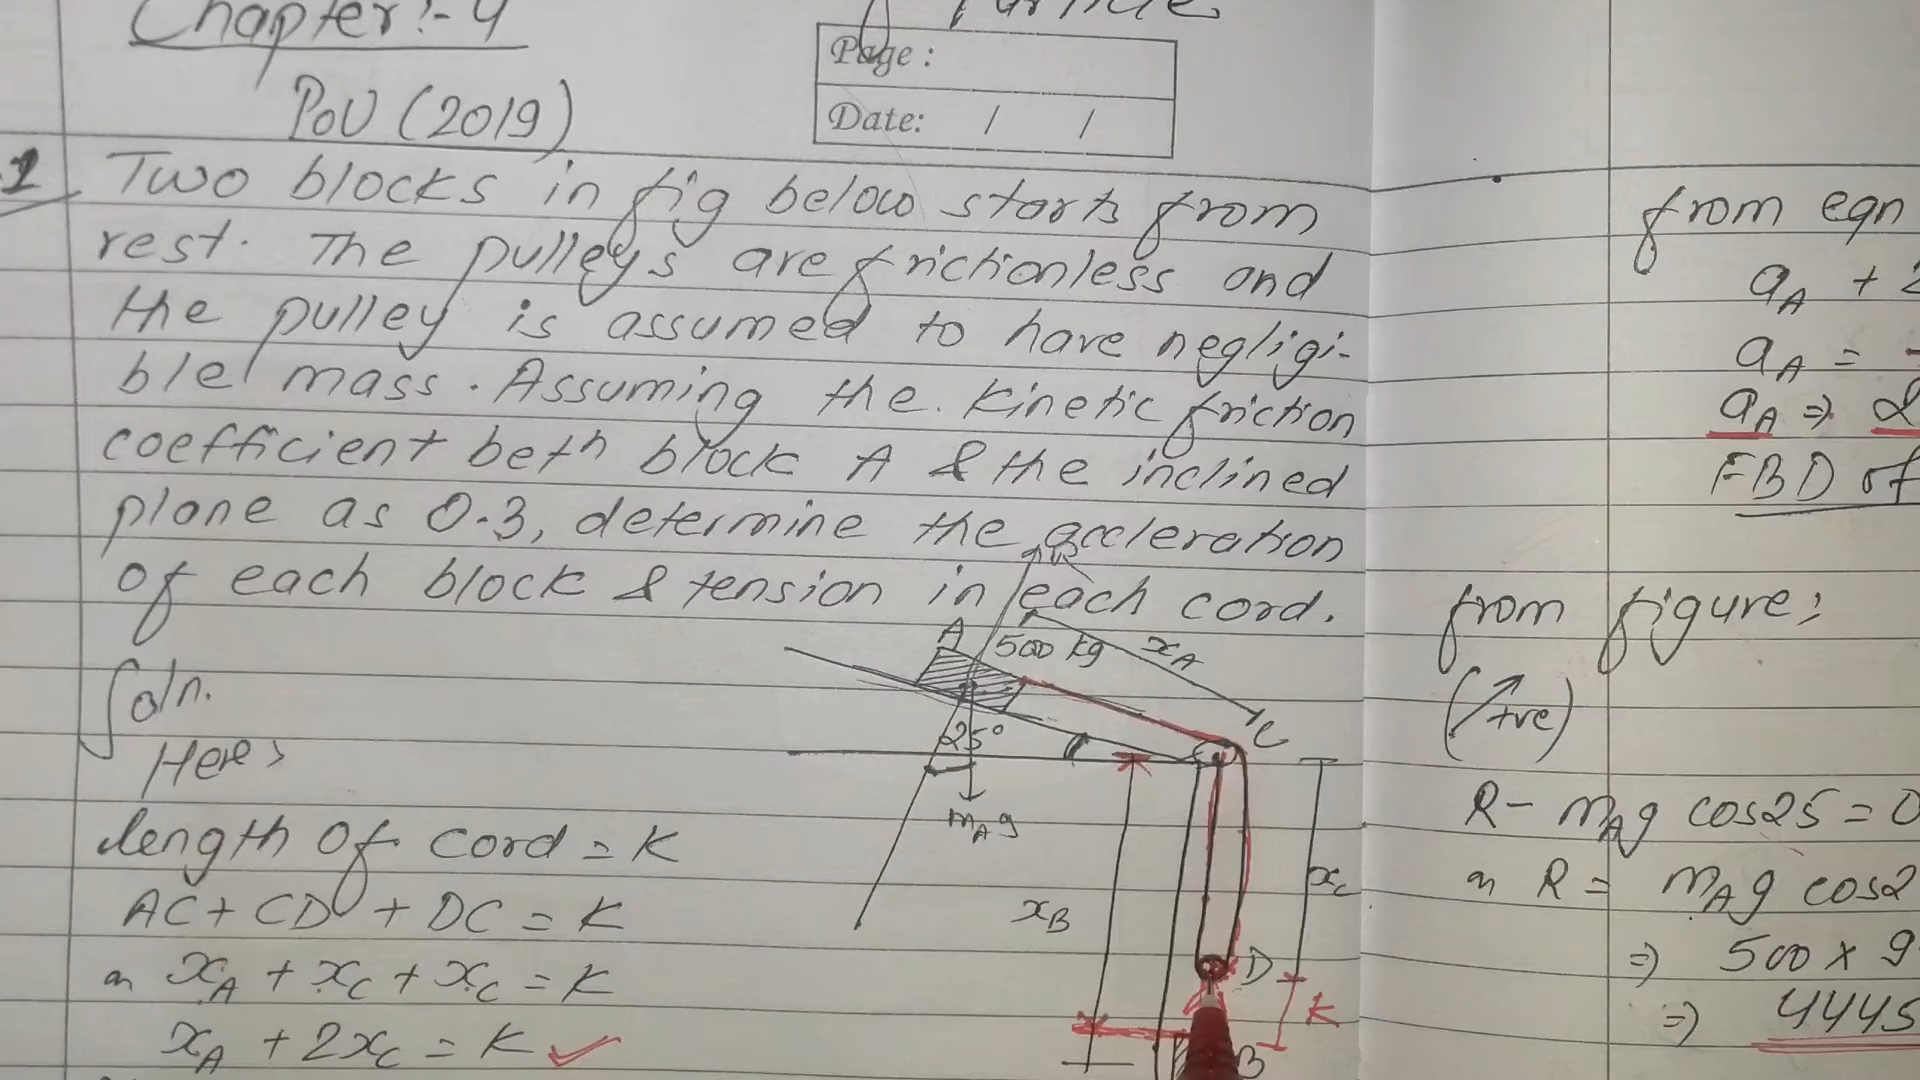 Chapter:-4
Page :
Date: / /
PoU (2019)
1 Two blocks in fig below starts from
rest. The pulleys are frictionless and
the pulley is assumed to have negligi-
ble mass. Assuming the kinetic friction
coefficient betn block A & the inclined
plane as 0.3, determine the accleration
of each block & tension in each cord.
Soln.
Here,
length of cord = K
AC + CD + DC = K
xA + xC + xC = K
xA + 2xC = K
A
500 kg
xA
C
25°
mAg
xB
xC
D
K
B
from eqn
aA + 2
aA =
aA ⇒ 2
FBD of
from figure;
(↗+ve)
R - mAg cos25 = 0
R = mAg cos2
⇒ 500 x 9
⇒ 4445